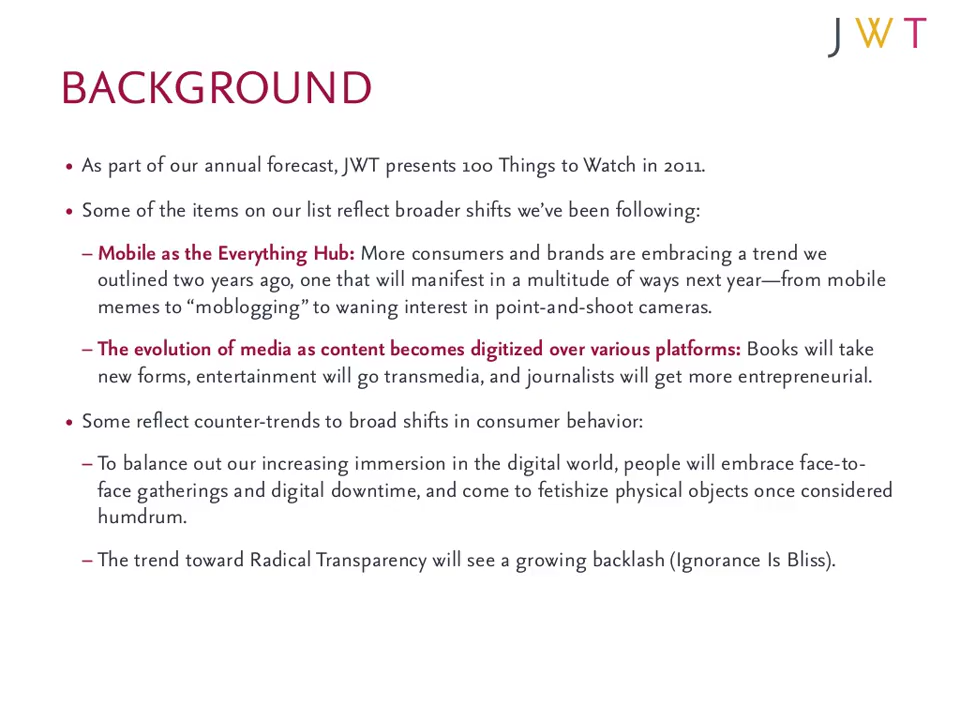 JWT
BACKGROUND
• As part of our annual forecast, JWT presents 100 Things to Watch in 2011.
• Some of the items on our list reflect broader shifts we’ve been following:
– Mobile as the Everything Hub: More consumers and brands are embracing a trend we
outlined two years ago, one that will manifest in a multitude of ways next year—from mobile
memes to “moblogging” to waning interest in point-and-shoot cameras.
– The evolution of media as content becomes digitized over various platforms: Books will take
new forms, entertainment will go transmedia, and journalists will get more entrepreneurial.
• Some reflect counter-trends to broad shifts in consumer behavior:
– To balance out our increasing immersion in the digital world, people will embrace face-to-
face gatherings and digital downtime, and come to fetishize physical objects once considered
humdrum.
– The trend toward Radical Transparency will see a growing backlash (Ignorance Is Bliss).